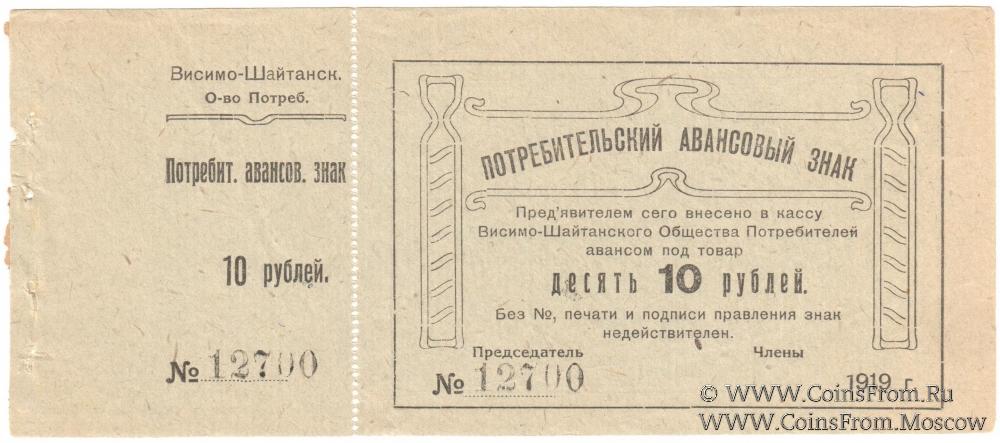 Висимо-Шайтанск.
О-во Потреб.
Потребит. авансов. знак
10 рублей.
№ 12700
ПОТРЕБИТЕЛЬСКИЙ АВАНСОВЫЙ ЗНАК
Пред'явителем сего внесено в кассу
Висимо-Шайтанского Общества Потребителей
авансом под товар
десять 10 рублей.
Без №, печати и подписи правления знак
недействителен.
Председатель Члены
№ 12700 1919 г.
© www.CoinsFrom.Ru
www.CoinsFrom.Moscow